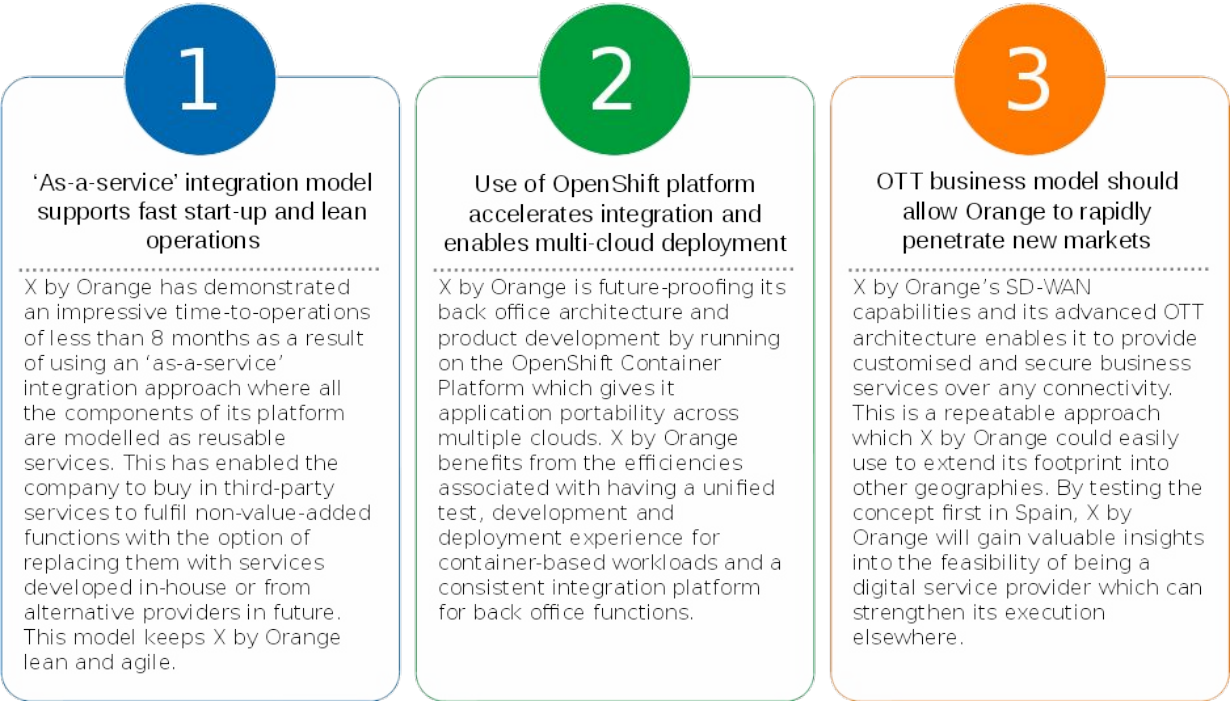 1
‘As-a-service’ integration model
supports fast start-up and lean
operations
X by Orange has demonstrated
an impressive time-to-operations
of less than 8 months as a result
of using an ‘as-a-service’
integration approach where all
the components of its platform
are modelled as reusable
services. This has enabled the
company to buy in third-party
services to fulfil non-value-added
functions with the option of
replacing them with services
developed in-house or from
alternative providers in future.
This model keeps X by Orange
lean and agile.
2
Use of OpenShift platform
accelerates integration and
enables multi-cloud deployment
X by Orange is future-proofing its
back office architecture and
product development by running
on the OpenShift Container
Platform which gives it
application portability across
multiple clouds. X by Orange
benefits from the efficiencies
associated with having a unified
test, development and
deployment experience for
container-based workloads and a
consistent integration platform
for back office functions.
3
OTT business model should
allow Orange to rapidly
penetrate new markets
X by Orange’s SD-WAN
capabilities and its advanced OTT
architecture enables it to provide
customised and secure business
services over any connectivity.
This is a repeatable approach
which X by Orange could easily
use to extend its footprint into
other geographies. By testing the
concept first in Spain, X by
Orange will gain valuable insights
into the feasibility of being a
digital service provider which can
strengthen its execution
elsewhere.